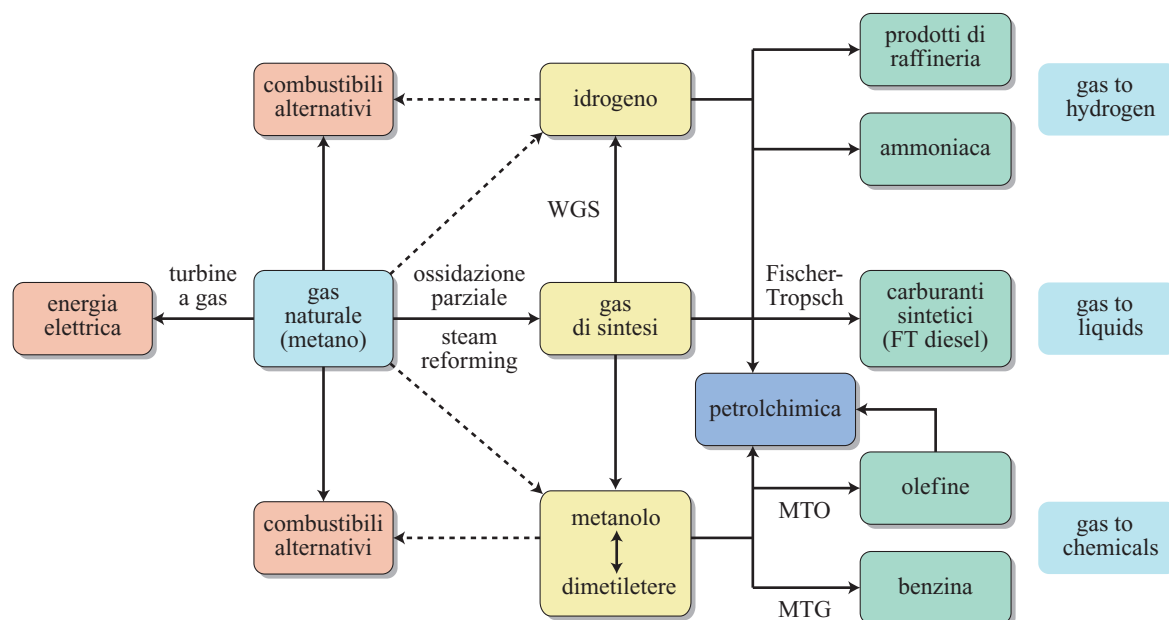 prodotti di
raffineria
combustibili
alternativi
idrogeno
gas to
hydrogen
ammoniaca
WGS
turbine
a gas
ossidazione
parziale
Fischer-
Tropsch
energia
elettrica
gas
naturale
(metano)
gas
di sintesi
carburanti
sintetici
(FT diesel)
gas to
liquids
steam
reforming
petrolchimica
olefine
MTO
combustibili
alternativi
metanolo
dimetiletere
gas to
chemicals
benzina
MTG